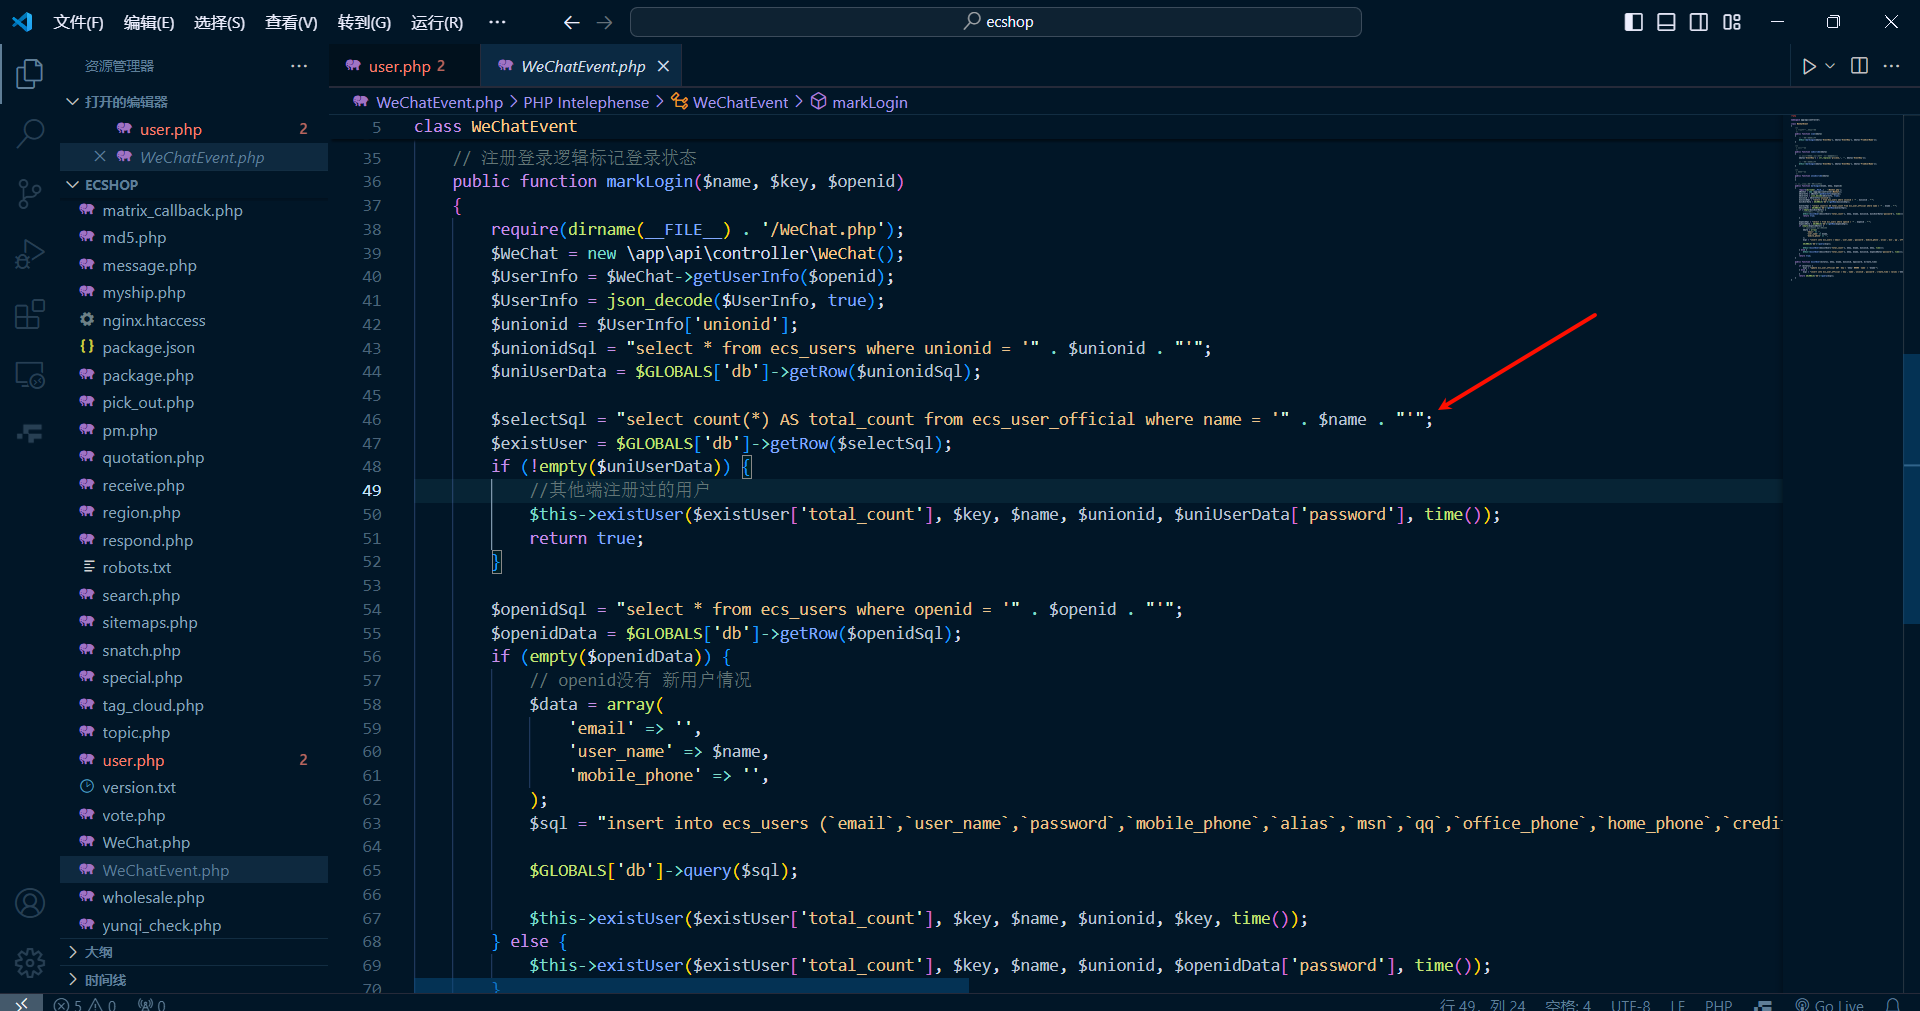 文件(F) 编辑(E) 选择(S) 查看(V) 转到(G) 运行(R) ···
ecshop
资源管理器
打开的编辑器
user.php 2
WeChatEvent.php
ECSHOP
matrix_callback.php
md5.php
message.php
myship.php
nginx.htaccess
package.json
package.php
pick_out.php
pm.php
quotation.php
receive.php
region.php
respond.php
robots.txt
search.php
sitemaps.php
snatch.php
special.php
tag_cloud.php
topic.php
user.php 2
version.txt
vote.php
WeChat.php
WeChatEvent.php
wholesale.php
yunqi_check.php
大纲
时间线
user.php 2
WeChatEvent.php
WeChatEvent.php > PHP Intelephense > WeChatEvent > markLogin
5 class WeChatEvent
35 // 注册登录逻辑标记登录状态
36 public function markLogin($name, $key, $openid)
37 {
38 require(dirname(__FILE__) . '/WeChat.php');
39 $WeChat = new \app\api\controller\WeChat();
40 $UserInfo = $WeChat->getUserInfo($openid);
41 $UserInfo = json_decode($UserInfo, true);
42 $unionid = $UserInfo['unionid'];
43 $unionidSql = "select * from ecs_users where unionid = '" . $unionid . "'";
44 $uniUserData = $GLOBALS['db']->getRow($unionidSql);
45
46 $selectSql = "select count(*) AS total_count from ecs_user_official where name = '" . $name . "'";
47 $existUser = $GLOBALS['db']->getRow($selectSql);
48 if (!empty($uniUserData)) {
49 //其他端注册过的用户
50 $this->existUser($existUser['total_count'], $key, $name, $unionid, $uniUserData['password'], time());
51 return true;
52 }
53
54 $openidSql = "select * from ecs_users where openid = '" . $openid . "'";
55 $openidData = $GLOBALS['db']->getRow($openidSql);
56 if (empty($openidData)) {
57 // openid没有 新用户情况
58 $data = array(
59 'email' => '',
60 'user_name' => $name,
61 'mobile_phone' => '',
62 );
63 $sql = "insert into ecs_users (`email`,`user_name`,`password`,`mobile_phone`,`alias`,`msn`,`qq`,`office_phone`,`home_phone`,`credi
64
65 $GLOBALS['db']->query($sql);
66
67 $this->existUser($existUser['total_count'], $key, $name, $unionid, $key, time());
68 } else {
69 $this->existUser($existUser['total_count'], $key, $name, $unionid, $openidData['password'], time());
70 }
5 0 0
行 49, 列 24 空格: 4 UTF-8 LF PHP Go Live